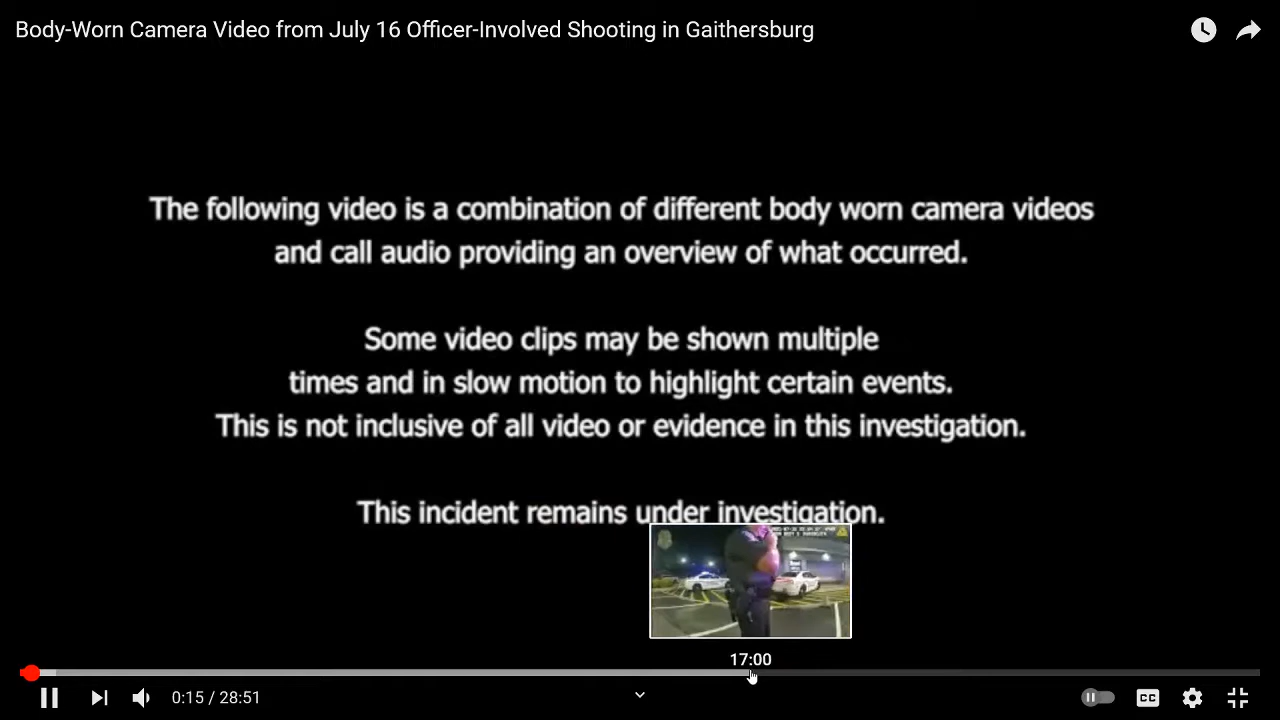 Body-Worn Camera Video from July 16 Officer-Involved Shooting in Gaithersburg
The following video is a combination of different body worn camera videos
and call audio providing an overview of what occurred.
Some video clips may be shown multiple
times and in slow motion to highlight certain events.
This is not inclusive of all video or evidence in this investigation.
This incident remains under investigation.
17:00
0:15 / 28:51
CC